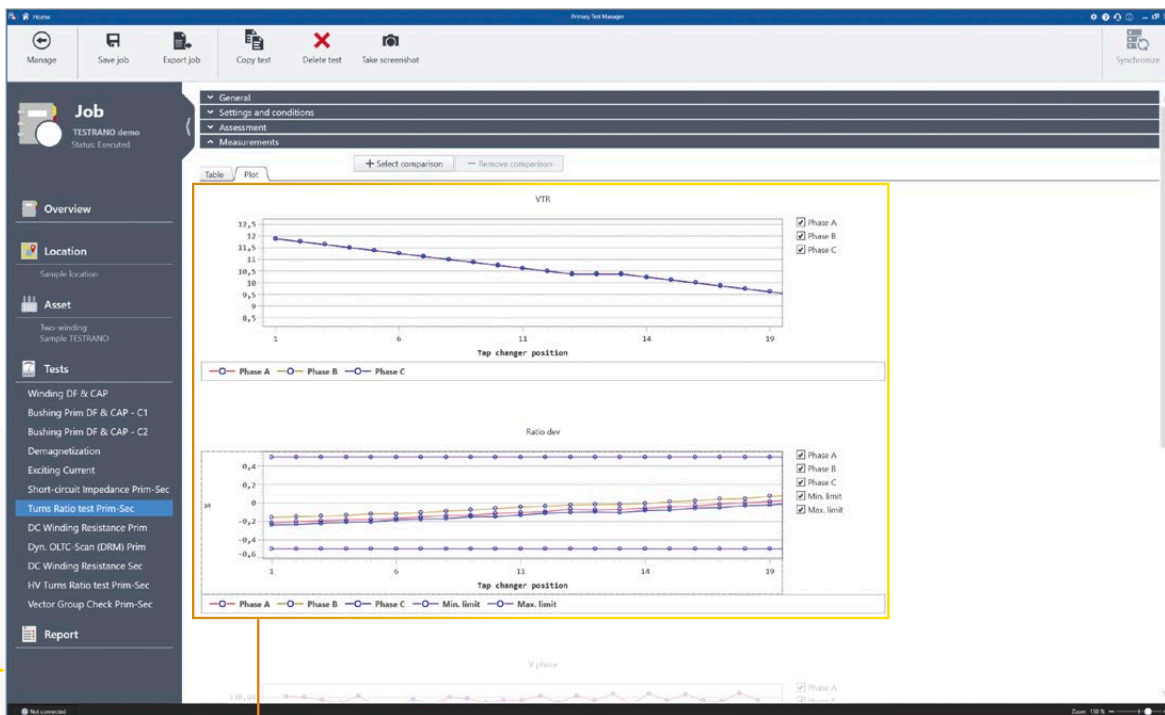 Home
Primary Test Manager
Manage
Save job
Export job
Copy test
Delete test
Take screenshot
Synchronize
Job
TESTRANO demo
Status: Executed
Overview
Location
Sample location
Asset
Two-winding
Sample TESTRANO
Tests
Winding DF & CAP
Bushing Prim DF & CAP - C1
Bushing Prim DF & CAP - C2
Demagnetization
Exciting Current
Short-circuit Impedance Prim-Sec
Turns Ratio test Prim-Sec
DC Winding Resistance Prim
Dyn. OLTC-Scan (DRM) Prim
DC Winding Resistance Sec
HV Turns Ratio test Prim-Sec
Vector Group Check Prim-Sec
Report
General
Settings and conditions
Assessment
Measurements
+ Select comparison
− Remove comparison
Table
Plot
VTR
12,5
12
11,5
11
10,5
10
9,5
9
8,5
1 6 11 14 19
Tap changer position
Phase A
Phase B
Phase C
Phase A Phase B Phase C
Ratio dev
0,4
0,2
0
-0,2
-0,4
-0,6
%
1 6 11 14 19
Tap changer position
Phase A
Phase B
Phase C
Min. limit
Max. limit
Phase A Phase B Phase C Min. limit Max. limit
V phase
Phase A
Not connected
Zoom 130 %